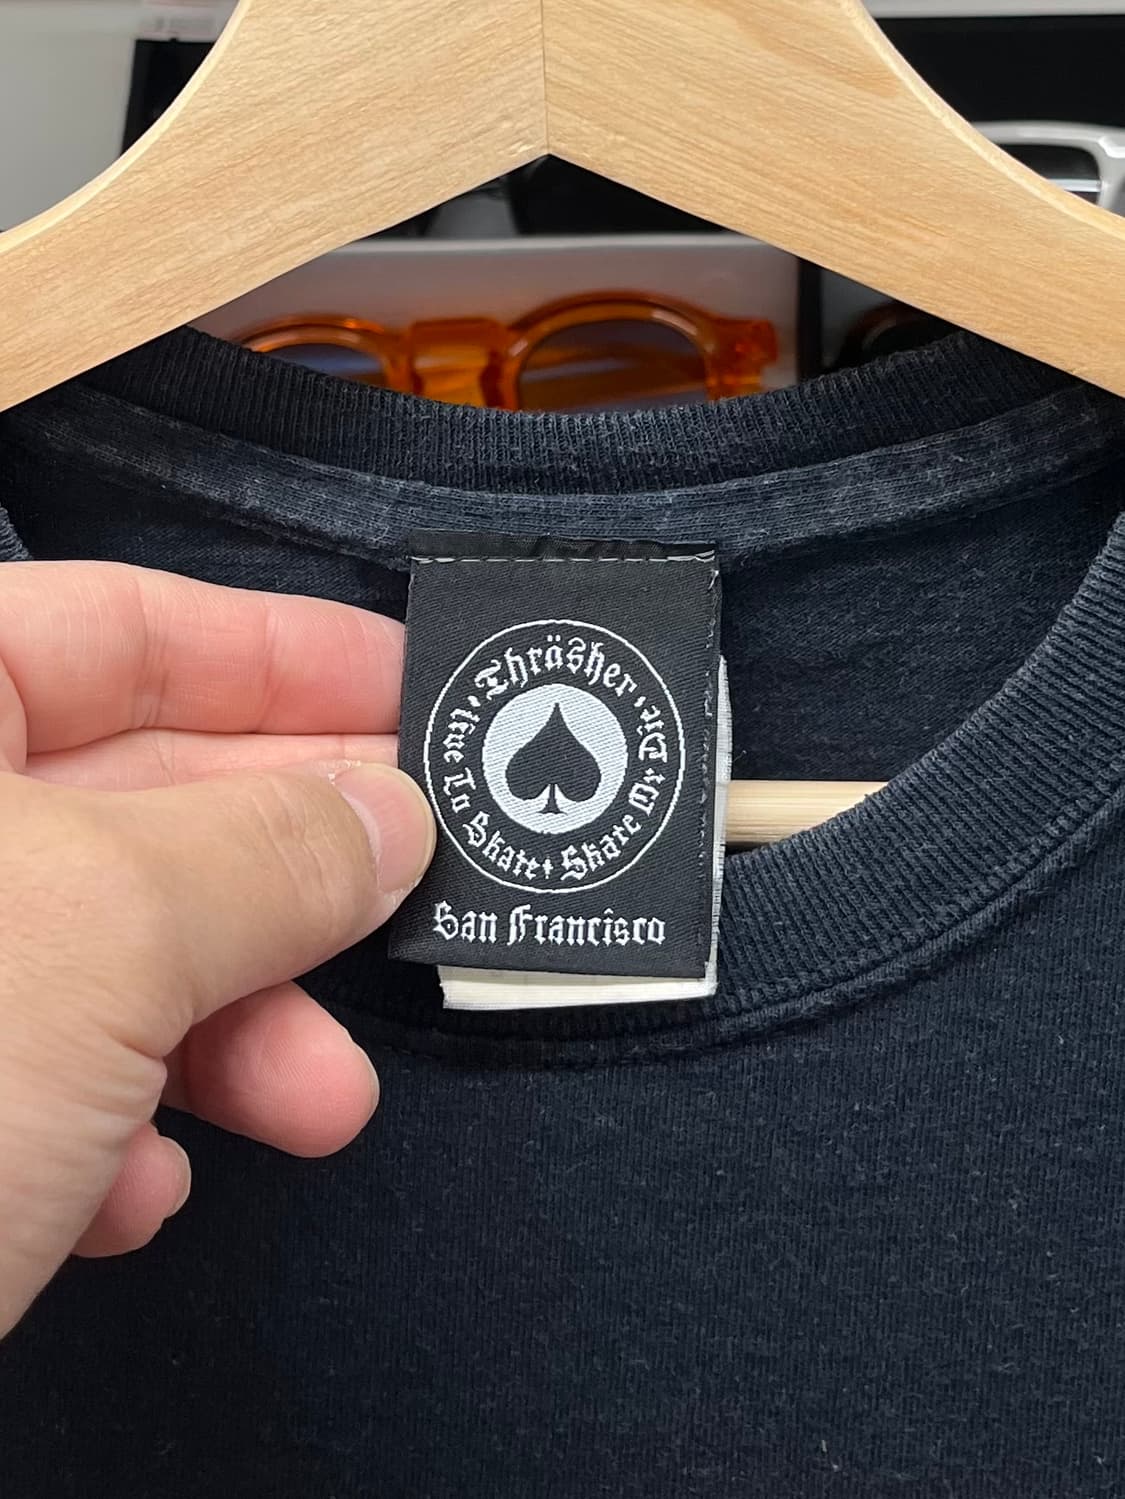 Thräsher
Live To Skate
Skate Or Die
San Francisco